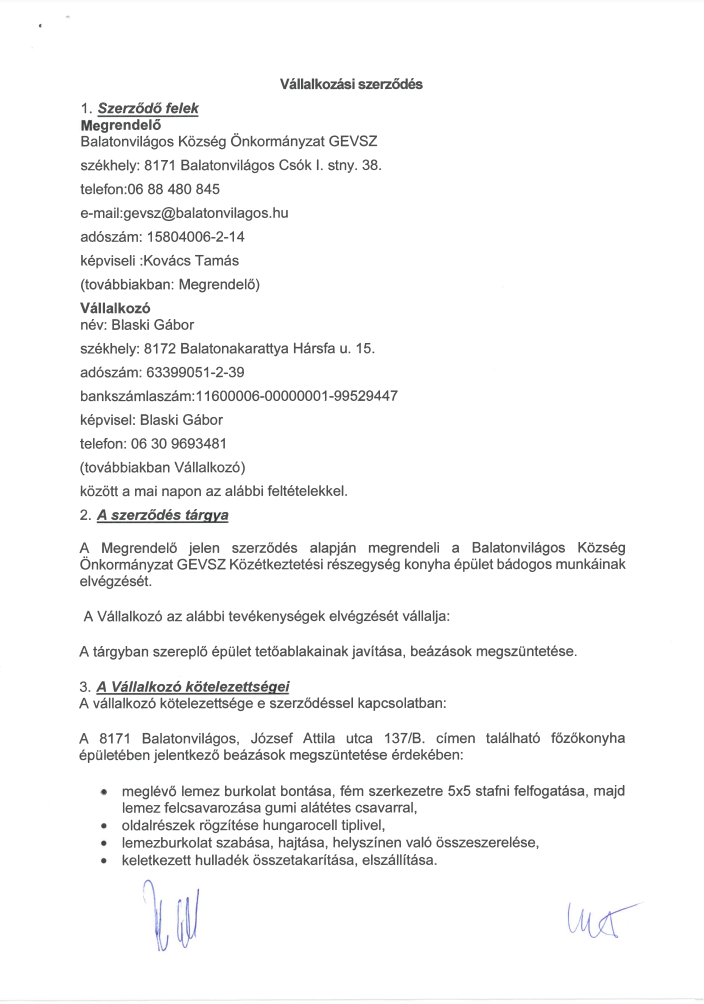 Vállalkozási szerződés
1. Szerződő felek
Megrendelő
Balatonvilágos Község Önkormányzat GEVSZ
székhely: 8171 Balatonvilágos Csók I. stny. 38.
telefon:06 88 480 845
e-mail:gevsz@balatonvilagos.hu
adószám: 15804006-2-14
képviseli :Kovács Tamás
(továbbiakban: Megrendelő)
Vállalkozó
név: Blaski Gábor
székhely: 8172 Balatonakarattya Hársfa u. 15.
adószám: 63399051-2-39
bankszámlaszám:11600006-00000001-99529447
képvisel: Blaski Gábor
telefon: 06 30 9693481
(továbbiakban Vállalkozó)
között a mai napon az alábbi feltételekkel.
2. A szerződés tárgya
A Megrendelő jelen szerződés alapján megrendeli a Balatonvilágos Község
Önkormányzat GEVSZ Közétkeztetési részegység konyha épület bádogos munkáinak
elvégzését.
A Vállalkozó az alábbi tevékenységek elvégzését vállalja:
A tárgyban szereplő épület tetőablakainak javítása, beázások megszüntetése.
3. A Vállalkozó kötelezettségei
A vállalkozó kötelezettsége e szerződéssel kapcsolatban:
A 8171 Balatonvilágos, József Attila utca 137/B. címen található főzőkonyha
épületében jelentkező beázások megszüntetése érdekében:
• meglévő lemez burkolat bontása, fém szerkezetre 5x5 stafni felfogatása, majd
lemez felcsavarozása gumi alátétes csavarral,
• oldalrészek rögzítése hungarocell tiplivel,
• lemezburkolat szabása, hajtása, helyszínen való összeszerelése,
• keletkezett hulladék összetakarítása, elszállítása.